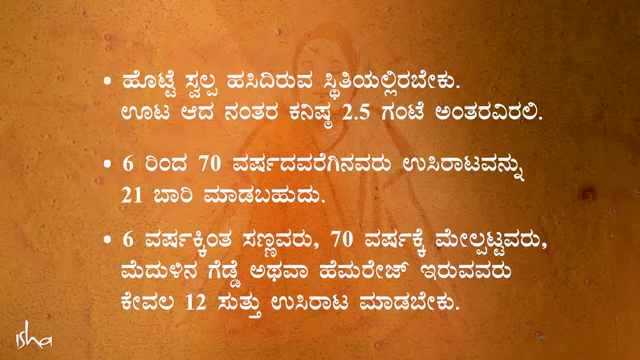 • ಹೊಟ್ಟೆ ಸ್ವಲ್ಪ ಹಸಿದಿರುವ ಸ್ಥಿತಿಯಲ್ಲಿರಬೇಕು.
ಊಟ ಆದ ನಂತರ ಕನಿಷ್ಠ 2.5 ಗಂಟೆ ಅಂತರವಿರಲಿ.
• 6 ರಿಂದ 70 ವರ್ಷದವರೆಗಿನವರು ಉಸಿರಾಟವನ್ನು
21 ಬಾರಿ ಮಾಡಬಹುದು.
• 6 ವರ್ಷಕ್ಕಿಂತ ಸಣ್ಣವರು, 70 ವರ್ಷಕ್ಕೆ ಮೇಲ್ಪಟ್ಟವರು,
ಮೆದುಳಿನ ಗೆಡ್ಡೆ ಅಥವಾ ಹೆಮರೇಜ್ ಇರುವವರು
ಕೇವಲ 12 ಸುತ್ತು ಉಸಿರಾಟ ಮಾಡಬೇಕು.
isha